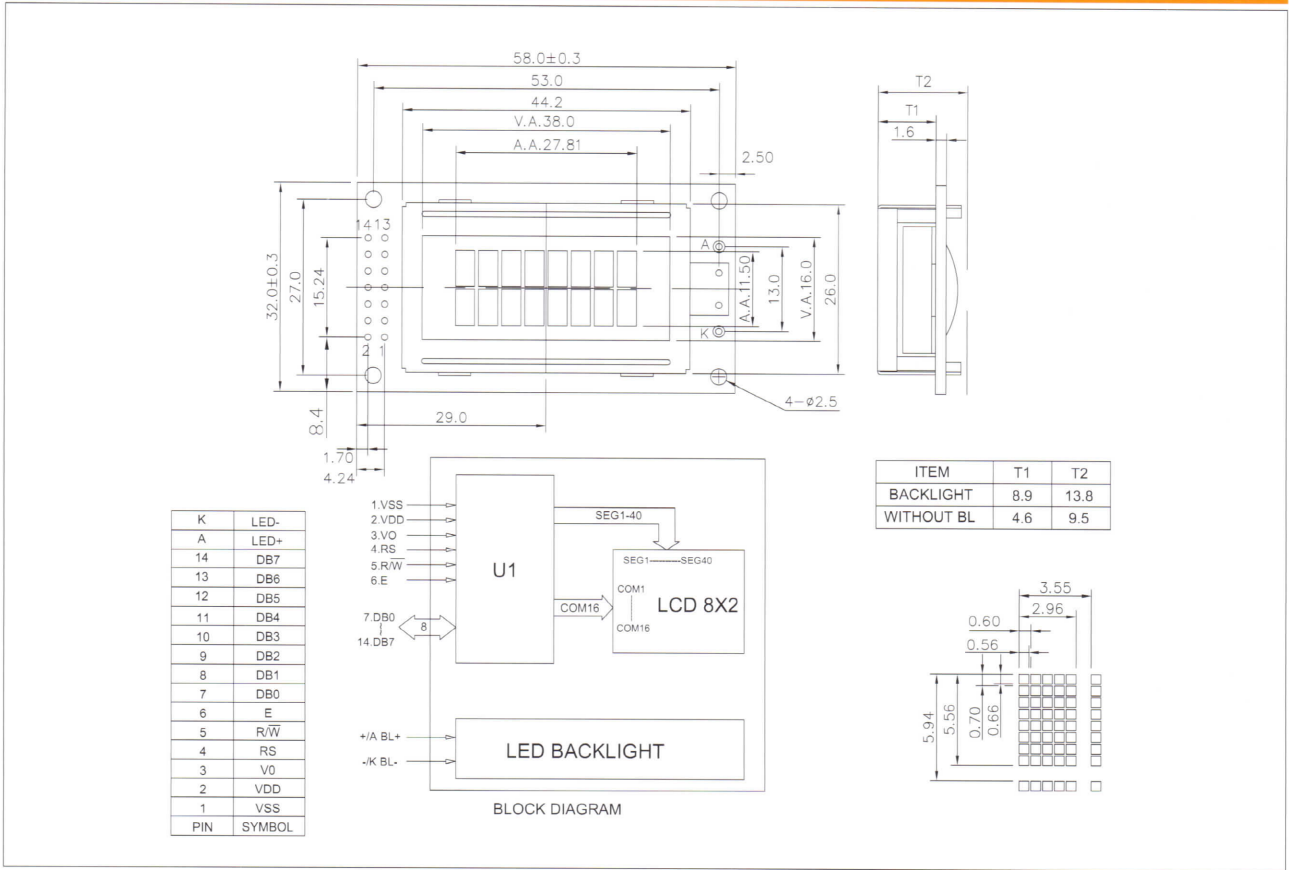 58.0±0.3
53.0
44.2
V.A.38.0
A.A.27.81
2.50
T2
T1
1.6
32.0±0.3
27.0
15.24
8.4
14 13
2 1
A
K
A.A.11.50
13.0
V.A.16.0
26.0
4-ø2.5
29.0
1.70
4.24
ITEM T1 T2
BACKLIGHT 8.9 13.8
WITHOUT BL 4.6 9.5
K LED-
A LED+
14 DB7
13 DB6
12 DB5
11 DB4
10 DB3
9 DB2
8 DB1
7 DB0
6 E
5 R/W̅
4 RS
3 V0
2 VDD
1 VSS
PIN SYMBOL
1.VSS
2.VDD
3.VO
4.RS
5.R/W̅
6.E
7.DB0
14.DB7
8
U1
SEG1-40
SEG1 SEG40
COM1
COM16
COM16
LCD 8X2
+/A BL+
-/K BL-
LED BACKLIGHT
BLOCK DIAGRAM
3.55
2.96
0.60
0.56
5.94
5.56
0.70
0.66